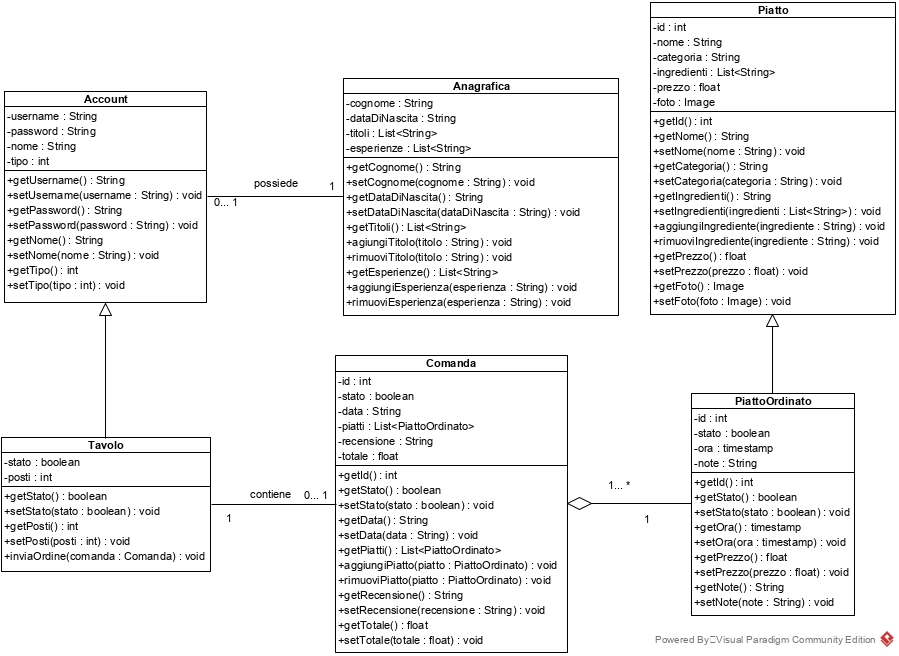 Account
-username : String
-password : String
-nome : String
-tipo : int
+getUsername() : String
+setUsername(username : String) : void
+getPassword() : String
+setPassword(password : String) : void
+getNome() : String
+setNome(nome : String) : void
+getTipo() : int
+setTipo(tipo : int) : void
possiede
0... 1
1
Anagrafica
-cognome : String
-dataDiNascita : String
-titoli : List<String>
-esperienze : List<String>
+getCognome() : String
+setCognome(cognome : String) : void
+getDataDiNascita() : String
+setDataDiNascita(dataDiNascita : String) : void
+getTitoli() : List<String>
+agiungiTitolo(titolo : String) : void
+rimuoviTitolo(titolo : String) : void
+getEsperienze() : List<String>
+aggiungiEsperienza(esperienza : String) : void
+rimuoviEsperienza(esperienza : String) : void
Piatto
-id : int
-nome : String
-categoria : String
-ingredienti : List<String>
-prezzo : float
-foto : Image
+getId() : int
+getNome() : String
+setNome(nome : String) : void
+getCategoria() : String
+setCategoria(categoria : String) : void
+getIngredienti() : String
+setIngredienti(ingredienti : List<String>) : void
+aggiungiIngrediente(ingrediente : String) : void
+rimuoviIngrediente(ingrediente : String) : void
+getPrezzo() : float
+setPrezzo(prezzo : float) : void
+getFoto() : Image
+setFoto(foto : Image) : void
Tavolo
-stato : boolean
-posti : int
+getStato() : boolean
+setStato(stato : boolean) : void
+getPosti() : int
+setPosti(posti : int) : void
+inviaOrdine(comanda : Comanda) : void
contiene
0... 1
1
Comanda
-id : int
-stato : boolean
-data : String
-piatti : List<PiattoOrdinato>
-recensione : String
-totale : float
+getId() : int
+getStato() : boolean
+setStato(stato : boolean) : void
+getData() : String
+setData(data : String) : void
+getPiatti() : List<PiattoOrdinato>
+aggiungiPiatto(piatto : PiattoOrdinato) : void
+rimuoviPiatto(piatto : PiattoOrdinato) : void
+getRecensione() : String
+setRecensione(recensione : String) : void
+getTotale() : float
+setTotale(totale : float) : void
1... *
1
PiattoOrdinato
-id : int
-stato : boolean
-ora : timestamp
-note : String
+getId() : int
+getStato() : boolean
+setStato(stato : boolean) : void
+getOra() : timestamp
+setOra(ora : timestamp) : void
+getPrezzo() : float
+setPrezzo(prezzo : float) : void
+getNote() : String
+setNote(note : String) : void
Powered By Visual Paradigm Community Edition